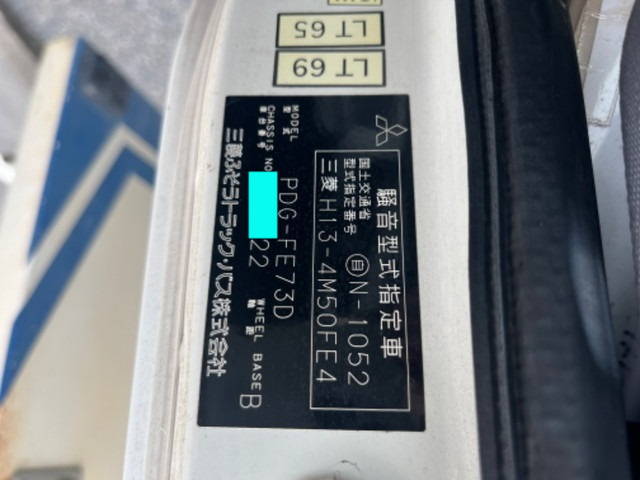 LT 65
LT 69
騒音型式指定車
国土交通省
型式指定番号 自N-1052
三菱 H13-4M50FE4
MODEL
型式 PDG-FE73D
CHASSIS NO
車台番号 22
WHEEL BASE
軸距 B
三菱ふそうトラック・バス株式会社